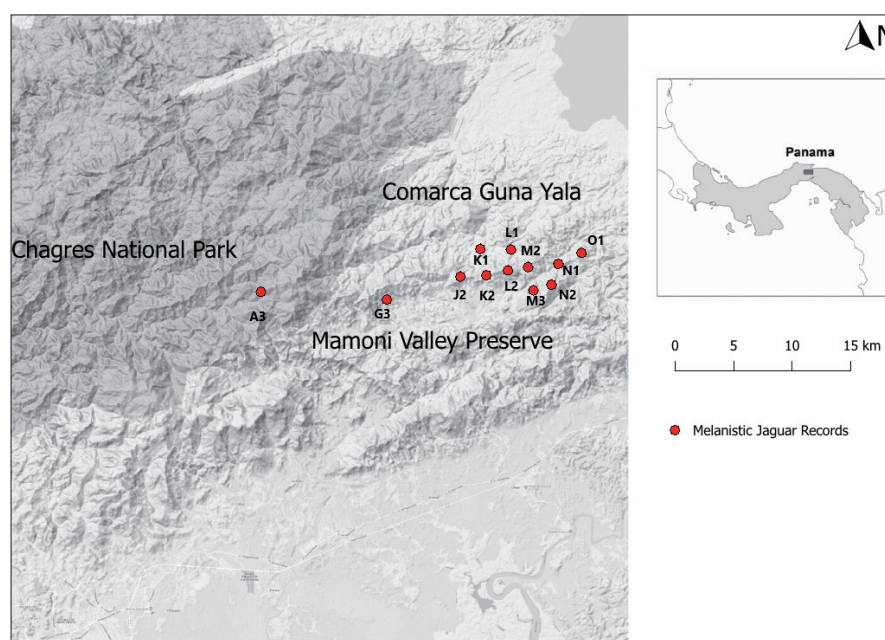 N
Panama
Comarca Guna Yala
Chagres National Park
L1
O1
K1
M2
N1
J2
K2
L2
M3
N2
A3
G3
Mamoni Valley Preserve
0 5 10 15 km
Melanistic Jaguar Records